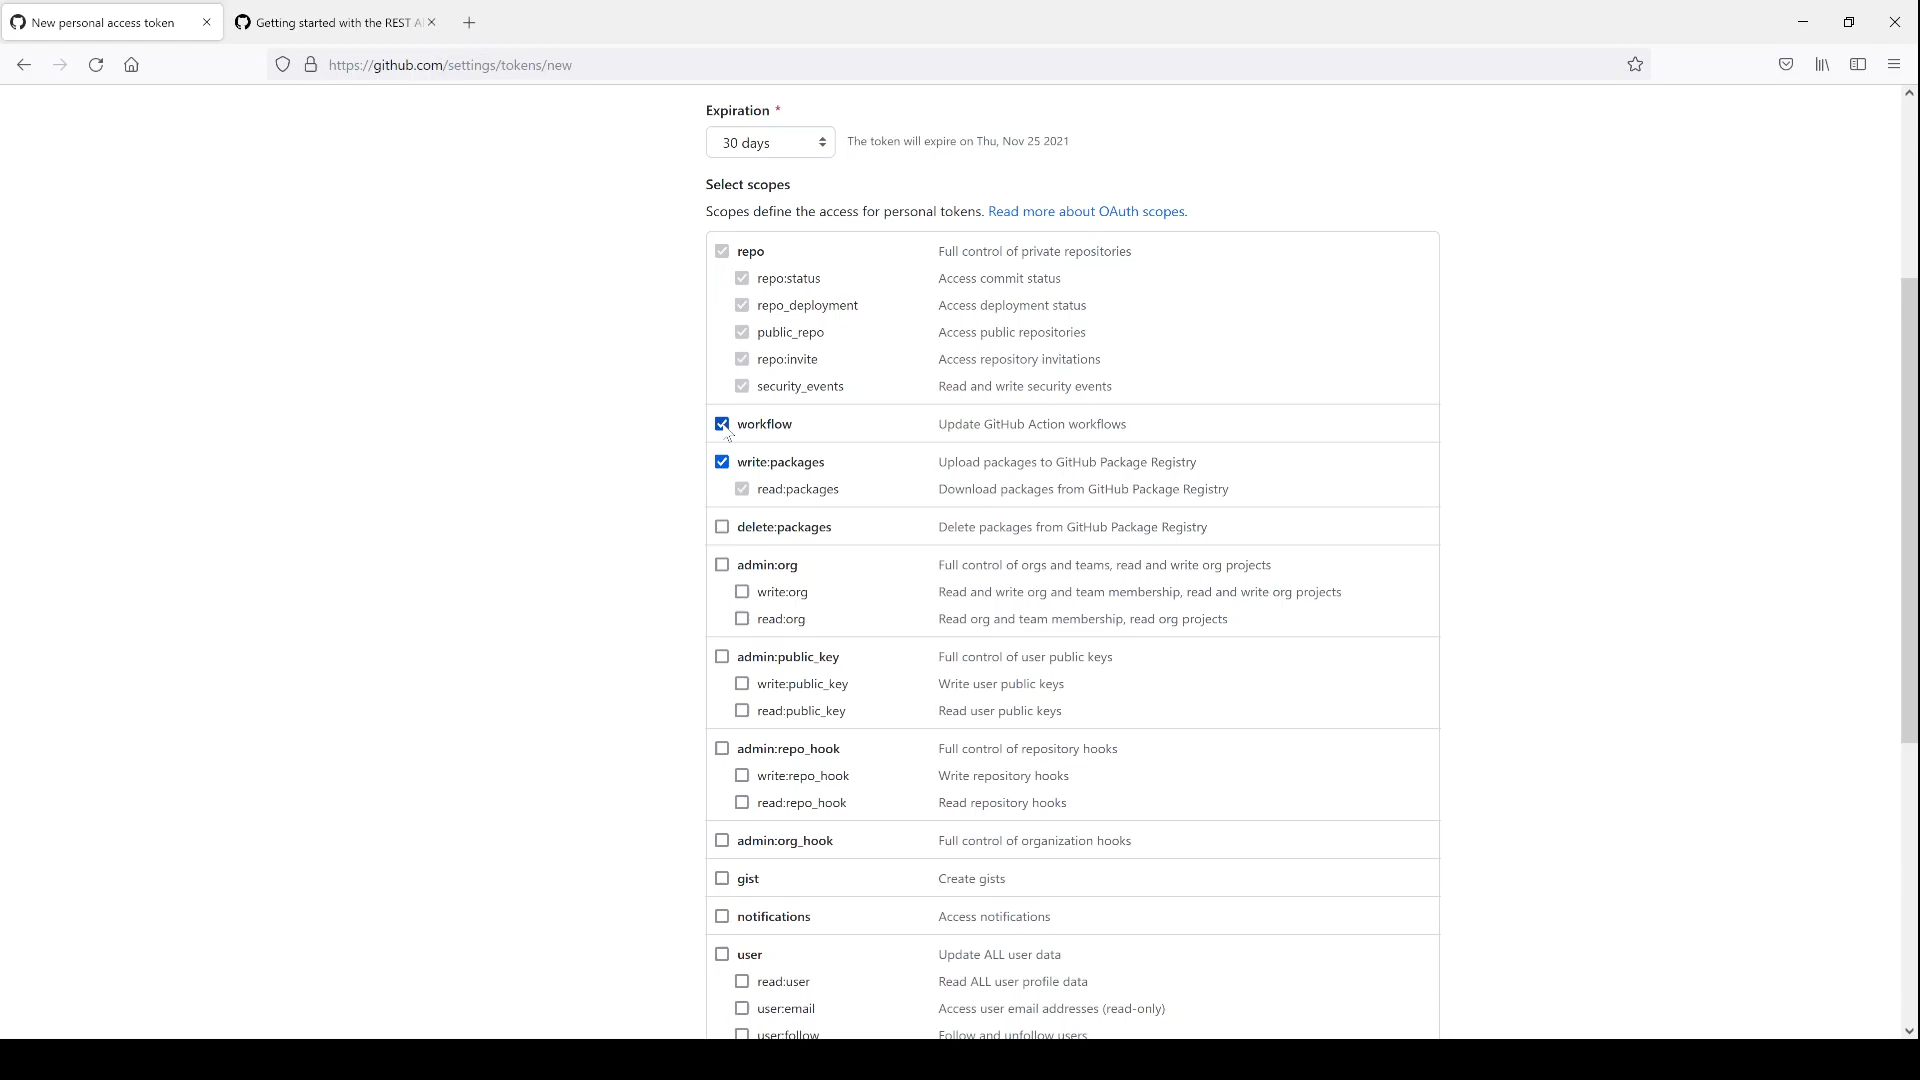 New personal access token
Getting started with the REST A
https://github.com/settings/tokens/new
Expiration *
30 days
The token will expire on Thu, Nov 25 2021
Select scopes
Scopes define the access for personal tokens. Read more about OAuth scopes.
repo Full control of private repositories
repo:status Access commit status
repo_deployment Access deployment status
public_repo Access public repositories
repo:invite Access repository invitations
security_events Read and write security events
workflow Update GitHub Action workflows
write:packages Upload packages to GitHub Package Registry
read:packages Download packages from GitHub Package Registry
delete:packages Delete packages from GitHub Package Registry
admin:org Full control of orgs and teams, read and write org projects
write:org Read and write org and team membership, read and write org projects
read:org Read org and team membership, read org projects
admin:public_key Full control of user public keys
write:public_key Write user public keys
read:public_key Read user public keys
admin:repo_hook Full control of repository hooks
write:repo_hook Write repository hooks
read:repo_hook Read repository hooks
admin:org_hook Full control of organization hooks
gist Create gists
notifications Access notifications
user Update ALL user data
read:user Read ALL user profile data
user:email Access user email addresses (read-only)
user:follow Follow and unfollow users